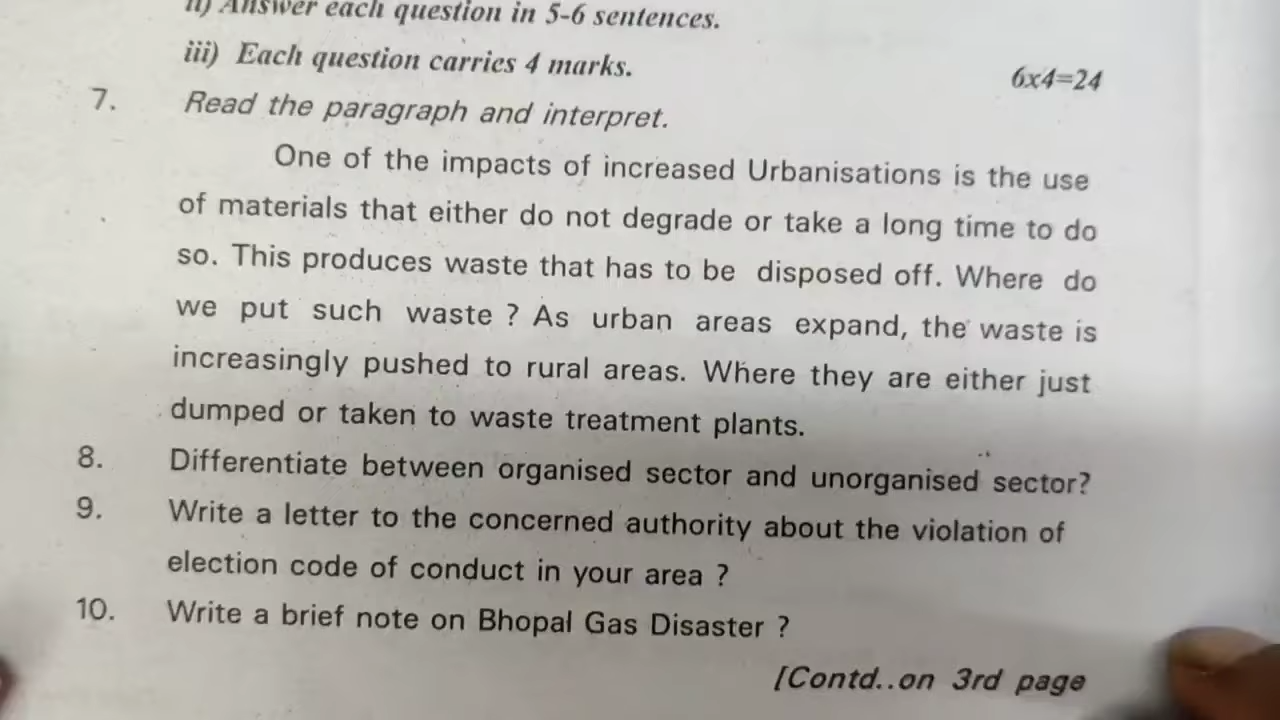 ii) Answer each question in 5-6 sentences.
iii) Each question carries 4 marks.
6x4=24
7. Read the paragraph and interpret.
One of the impacts of increased Urbanisations is the use
of materials that either do not degrade or take a long time to do
so. This produces waste that has to be disposed off. Where do
we put such waste ? As urban areas expand, the waste is
increasingly pushed to rural areas. Where they are either just
dumped or taken to waste treatment plants.
8. Differentiate between organised sector and unorganised sector?
9. Write a letter to the concerned authority about the violation of
election code of conduct in your area ?
10. Write a brief note on Bhopal Gas Disaster ?
[Contd..on 3rd page